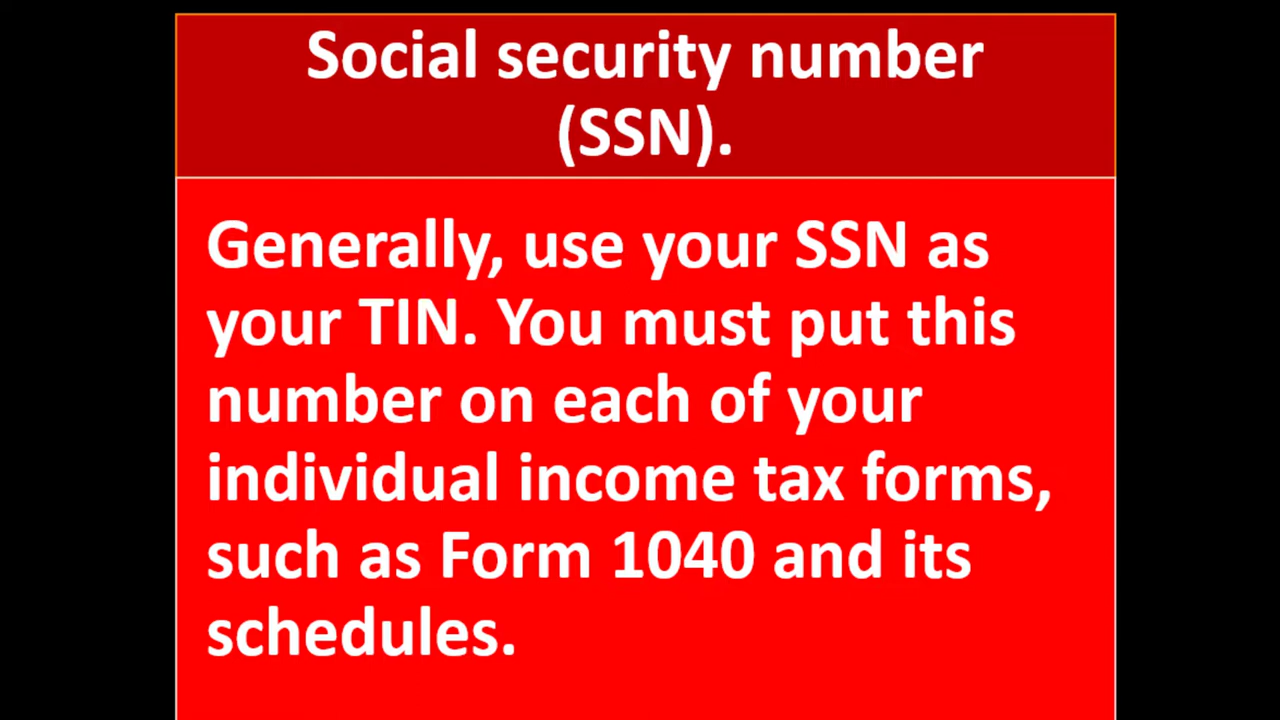 Social security number
(SSN).
Generally, use your SSN as
your TIN. You must put this
number on each of your
individual income tax forms,
such as Form 1040 and its
schedules.